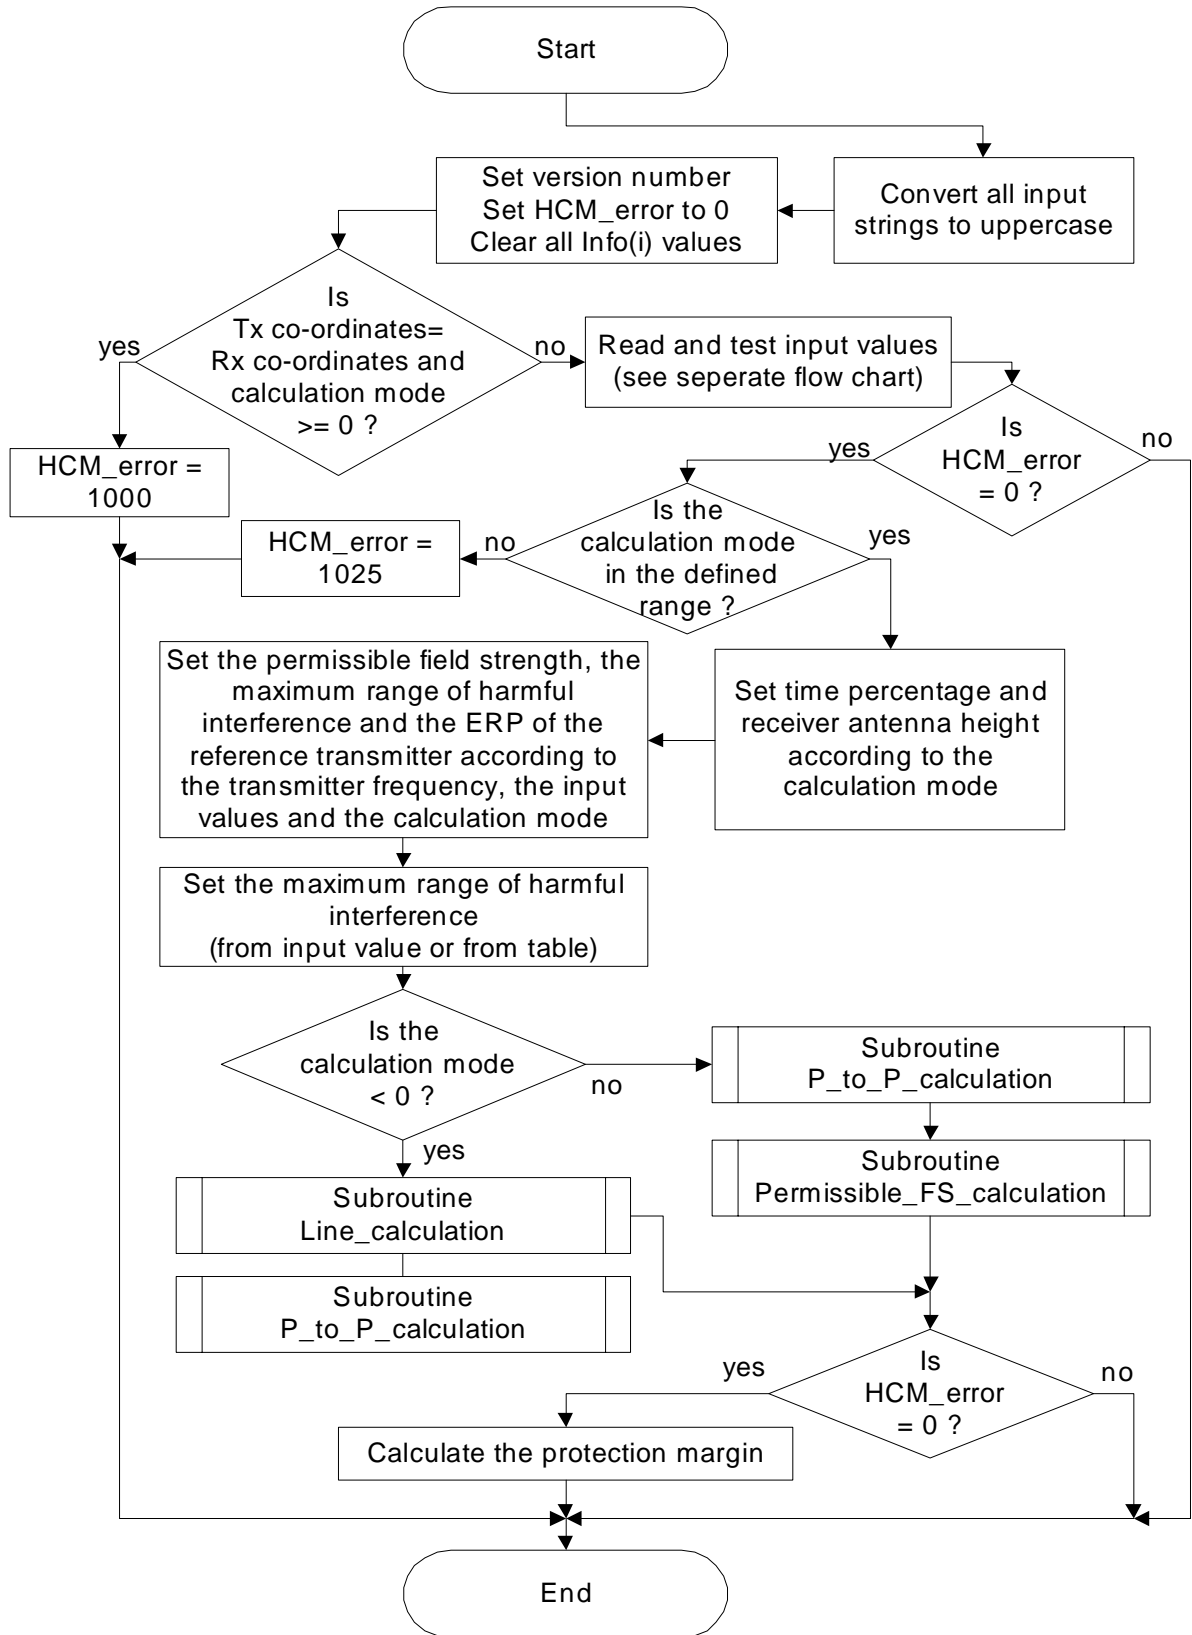 Start
Convert all input
strings to uppercase
Set version number
Set HCM_error to 0
Clear all Info(i) values
Is
Tx co-ordinates=
Rx co-ordinates and
calculation mode
>= 0 ?
yes
no
Read and test input values
(see seperate flow chart)
HCM_error =
1000
Is
HCM_error
= 0 ?
yes
no
Is the
calculation mode
in the defined
range ?
no
yes
HCM_error =
1025
Set time percentage and
receiver antenna height
according to the
calculation mode
Set the permissible field strength, the
maximum range of harmful
interference and the ERP of the
reference transmitter according to
the transmitter frequency, the input
values and the calculation mode
Set the maximum range of harmful
interference
(from input value or from table)
Is the
calculation mode
< 0 ?
no
yes
Subroutine
P_to_P_calculation
Subroutine
Permissible_FS_calculation
Subroutine
Line_calculation
Subroutine
P_to_P_calculation
Is
HCM_error
= 0 ?
yes
no
Calculate the protection margin
End